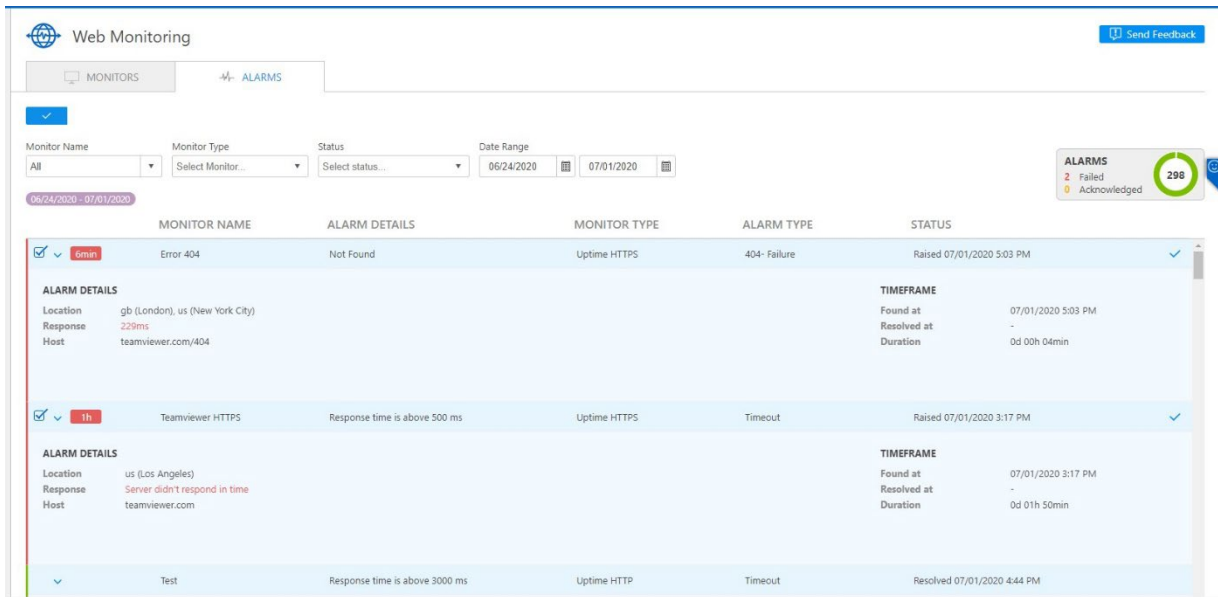 Web Monitoring
Send Feedback
MONITORS ALARMS
Monitor Name Monitor Type Status Date Range
All Select Monitor... Select status... 06/24/2020 07/01/2020
ALARMS
2 Failed
0 Acknowledged
298
06/24/2020 - 07/01/2020
MONITOR NAME ALARM DETAILS MONITOR TYPE ALARM TYPE STATUS
6min Error 404 Not Found Uptime HTTPS 404- Failure Raised 07/01/2020 5:03 PM
ALARM DETAILS TIMEFRAME
Location gb (London), us (New York City) Found at 07/01/2020 5:03 PM
Response 229ms Resolved at -
Host teamviewer.com/404 Duration 0d 00h 04min
1h Teamviewer HTTPS Response time is above 500 ms Uptime HTTPS Timeout Raised 07/01/2020 3:17 PM
ALARM DETAILS TIMEFRAME
Location us (Los Angeles) Found at 07/01/2020 3:17 PM
Response Server didn't respond in time Resolved at -
Host teamviewer.com Duration 0d 01h 50min
Test Response time is above 3000 ms Uptime HTTP Timeout Resolved 07/01/2020 4:44 PM